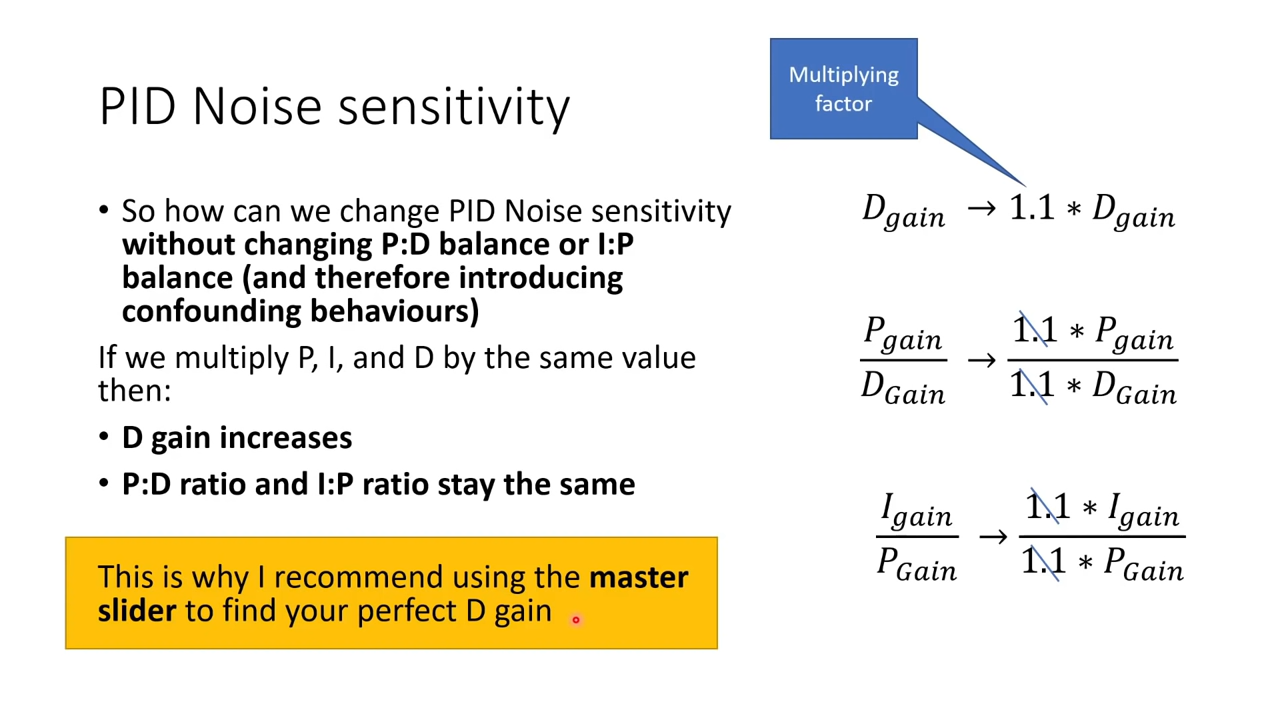 PID Noise sensitivity
Multiplying
factor
• So how can we change PID Noise sensitivity
without changing P:D balance or I:P
balance (and therefore introducing
confounding behaviours)
If we multiply P, I, and D by the same value
then:
• D gain increases
• P:D ratio and I:P ratio stay the same
This is why I recommend using the master
slider to find your perfect D gain
D_gain → 1.1 * D_gain
P_gain / D_Gain → 1.1 * P_gain / 1.1 * D_Gain
I_gain / P_Gain → 1.1 * I_gain / 1.1 * P_Gain